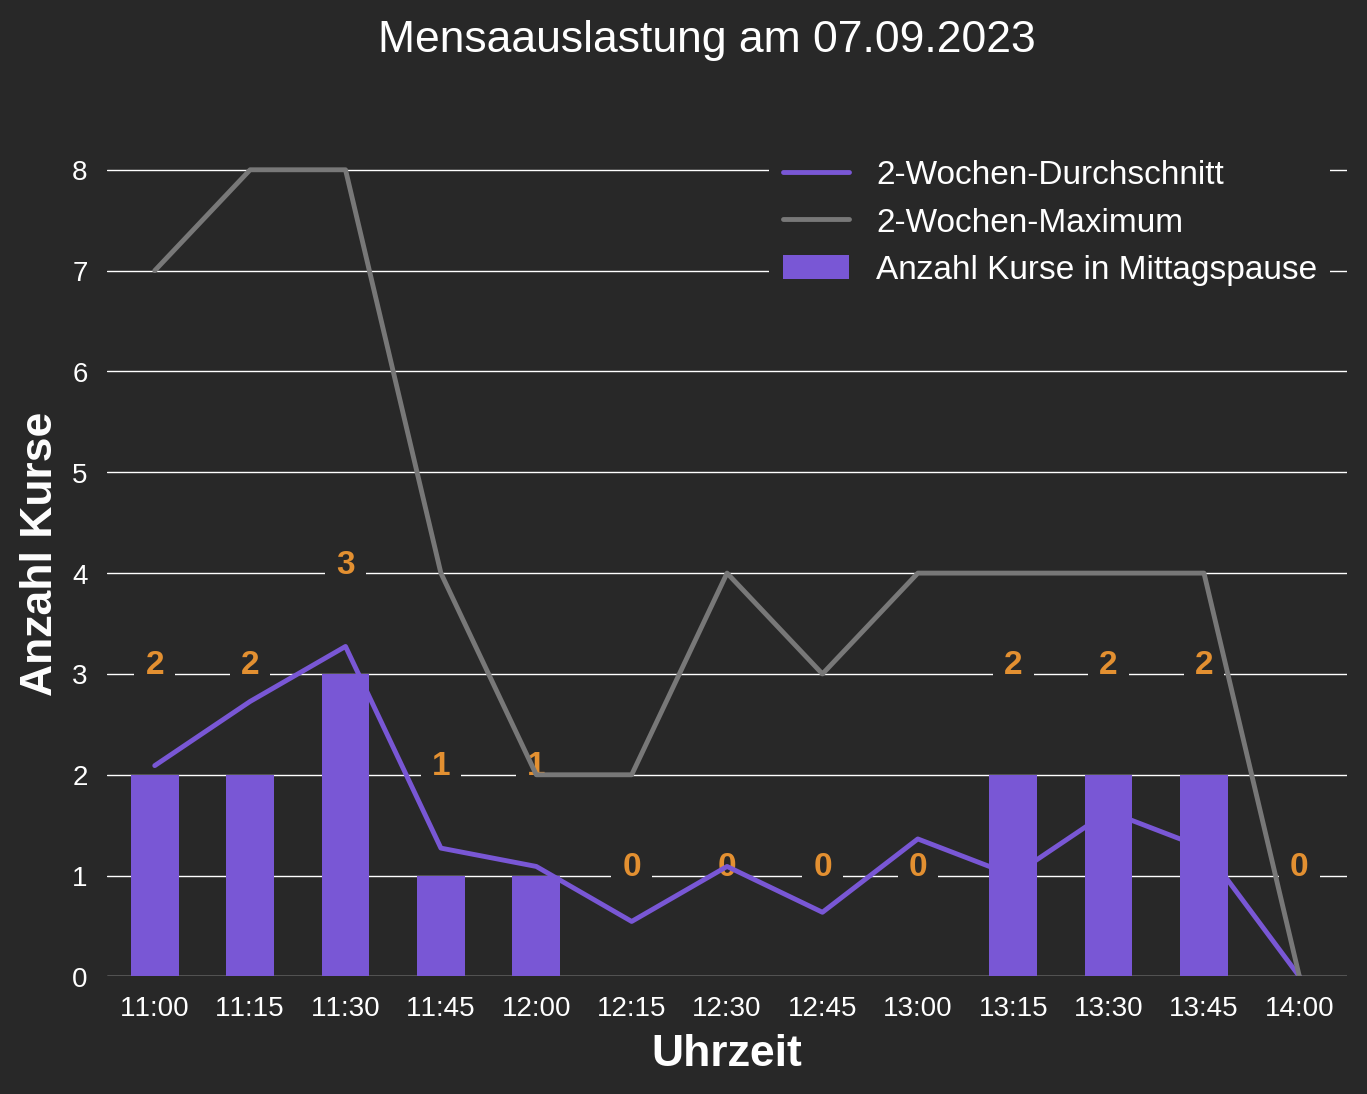 Mensaauslastung am 07.09.2023
2-Wochen-Durchschnitt
2-Wochen-Maximum
Anzahl Kurse in Mittagspause
Anzahl Kurse
8
7
6
5
4
3
2
1
0
2 2 3 1 1 0 0 0 0 2 2 2 0
11:00 11:15 11:30 11:45 12:00 12:15 12:30 12:45 13:00 13:15 13:30 13:45 14:00
Uhrzeit